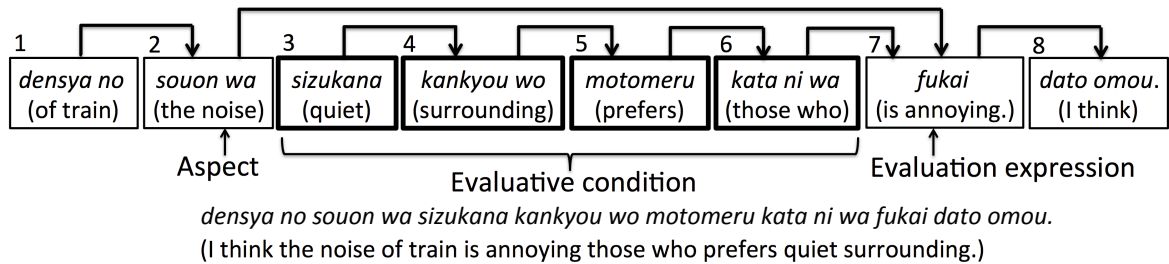 1 2 3 4 5 6 7 8
densya no souon wa sizukana kankyou wo motomeru kata ni wa fukai dato omou.
(of train) (the noise) (quiet) (surrounding) (prefers) (those who) (is annoying.) (I think)
Aspect Evaluative condition Evaluation expression
densya no souon wa sizukana kankyou wo motomeru kata ni wa fukai dato omou.
(I think the noise of train is annoying those who prefers quiet surrounding.)